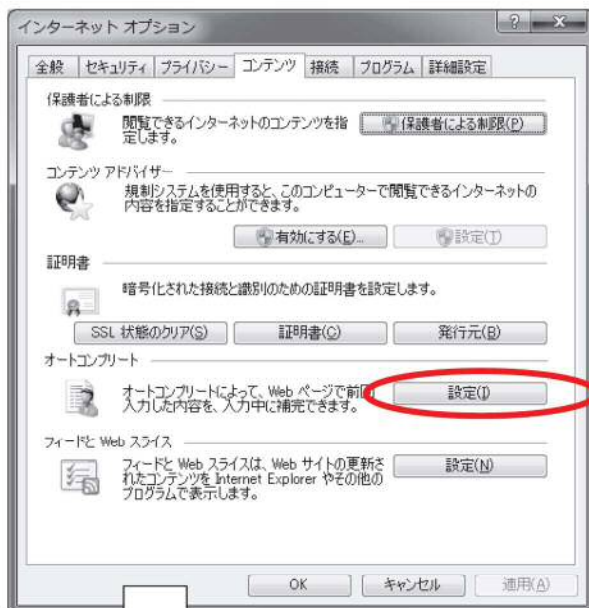 インターネット オプション
全般 セキュリティ プライバシー コンテンツ 接続 プログラム 詳細設定
保護者による制限
閲覧できるインターネットのコンテンツを指
定します。
保護者による制限(P)
コンテンツ アドバイザー
規制システムを使用すると、このコンピューターで閲覧できるインターネットの
内容を指定することができます。
有効にする(E)... 設定(T)
証明書
暗号化された接続と識別のための証明書を設定します。
SSL 状態のクリア(S) 証明書(C) 発行元(B)
オートコンプリート
オートコンプリートによって、Web ページで前回
入力した内容を、入力中に補完できます。
設定(I)
フィードと Web スライス
フィードと Web スライスは、Web サイトの更新さ
れたコンテンツを Internet Explorer やその他の
プログラムで表示します。
設定(N)
OK キャンセル 適用(A)